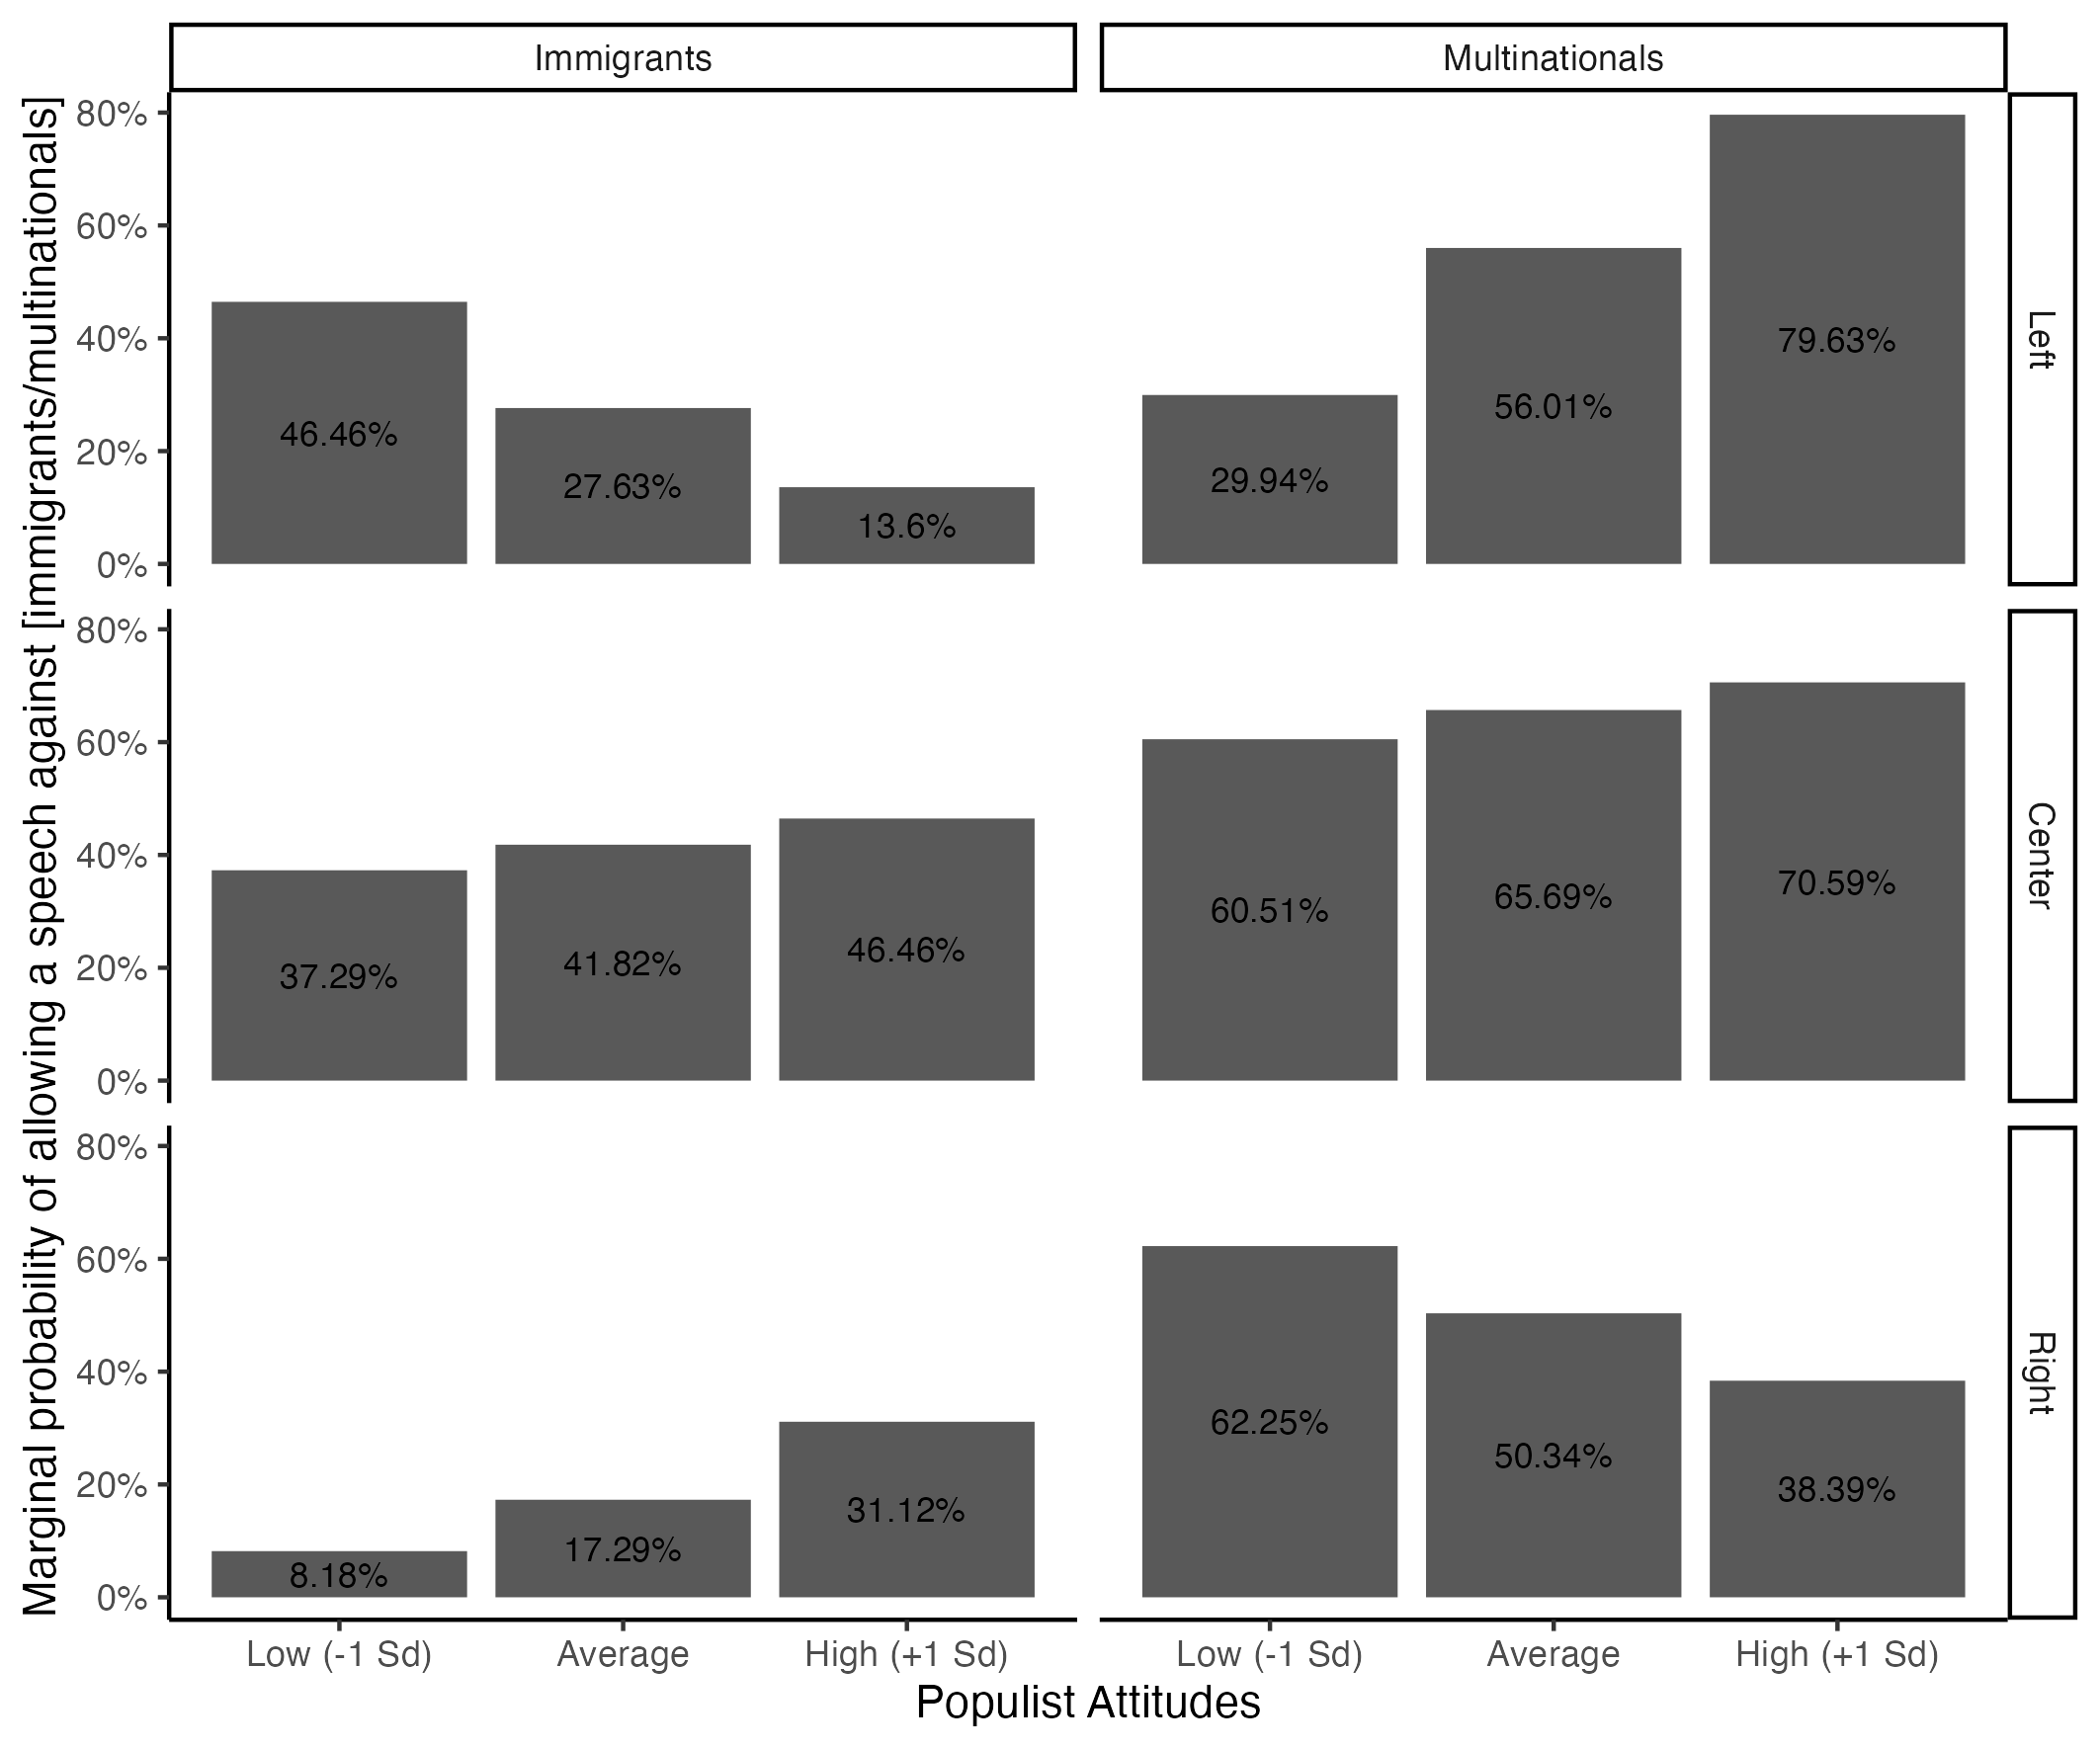 Immigrants
Multinationals
Marginal probability of allowing a speech against [immigrants/multinationals]
80%
60%
40%
20%
0%
46.46%
27.63%
13.6%
29.94%
56.01%
79.63%
Left
80%
60%
40%
20%
0%
37.29%
41.82%
46.46%
60.51%
65.69%
70.59%
Center
80%
60%
40%
20%
0%
8.18%
17.29%
31.12%
62.25%
50.34%
38.39%
Right
Low (-1 Sd)
Average
High (+1 Sd)
Low (-1 Sd)
Average
High (+1 Sd)
Populist Attitudes